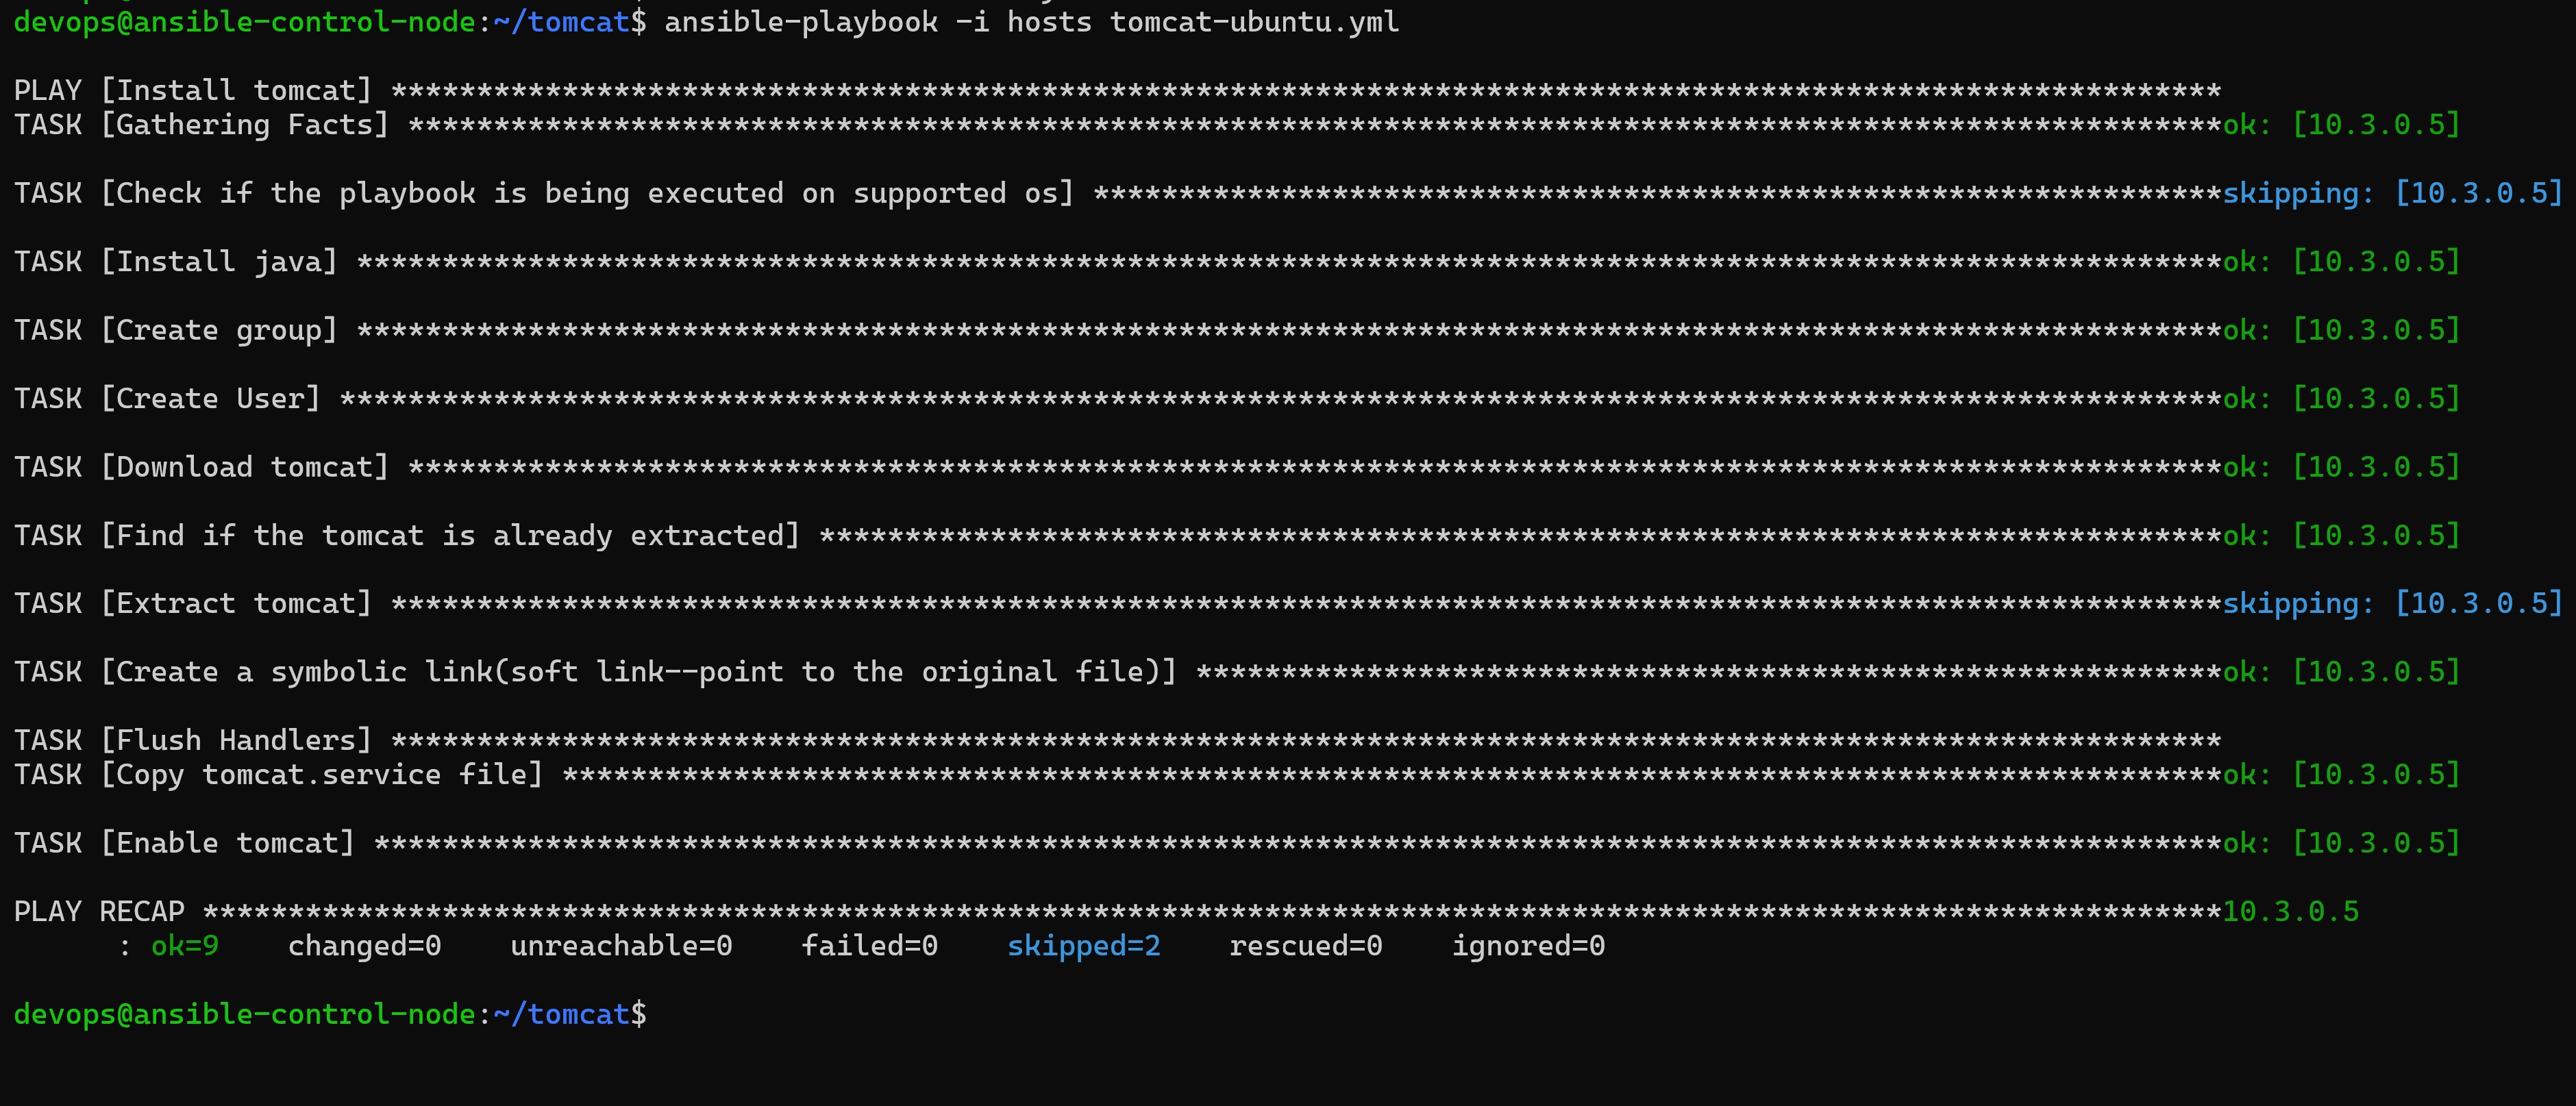 devops@ansible-control-node:~/tomcat$ ansible-playbook -i hosts tomcat-ubuntu.yml
PLAY [Install tomcat] ***********************************************************************************************************
TASK [Gathering Facts] **********************************************************************************************************ok: [10.3.0.5]
TASK [Check if the playbook is being executed on supported os] ******************************************************************skipping: [10.3.0.5]
TASK [Install java] *************************************************************************************************************ok: [10.3.0.5]
TASK [Create group] *************************************************************************************************************ok: [10.3.0.5]
TASK [Create User] **************************************************************************************************************ok: [10.3.0.5]
TASK [Download tomcat] **********************************************************************************************************ok: [10.3.0.5]
TASK [Find if the tomcat is already extracted] **********************************************************************************ok: [10.3.0.5]
TASK [Extract tomcat] ***********************************************************************************************************skipping: [10.3.0.5]
TASK [Create a symbolic link(soft link--point to the original file)] ************************************************************ok: [10.3.0.5]
TASK [Flush Handlers] ***********************************************************************************************************
TASK [Copy tomcat.service file] *************************************************************************************************ok: [10.3.0.5]
TASK [Enable tomcat] ************************************************************************************************************ok: [10.3.0.5]
PLAY RECAP **********************************************************************************************************************10.3.0.5
: ok=9 changed=0 unreachable=0 failed=0 skipped=2 rescued=0 ignored=0
devops@ansible-control-node:~/tomcat$